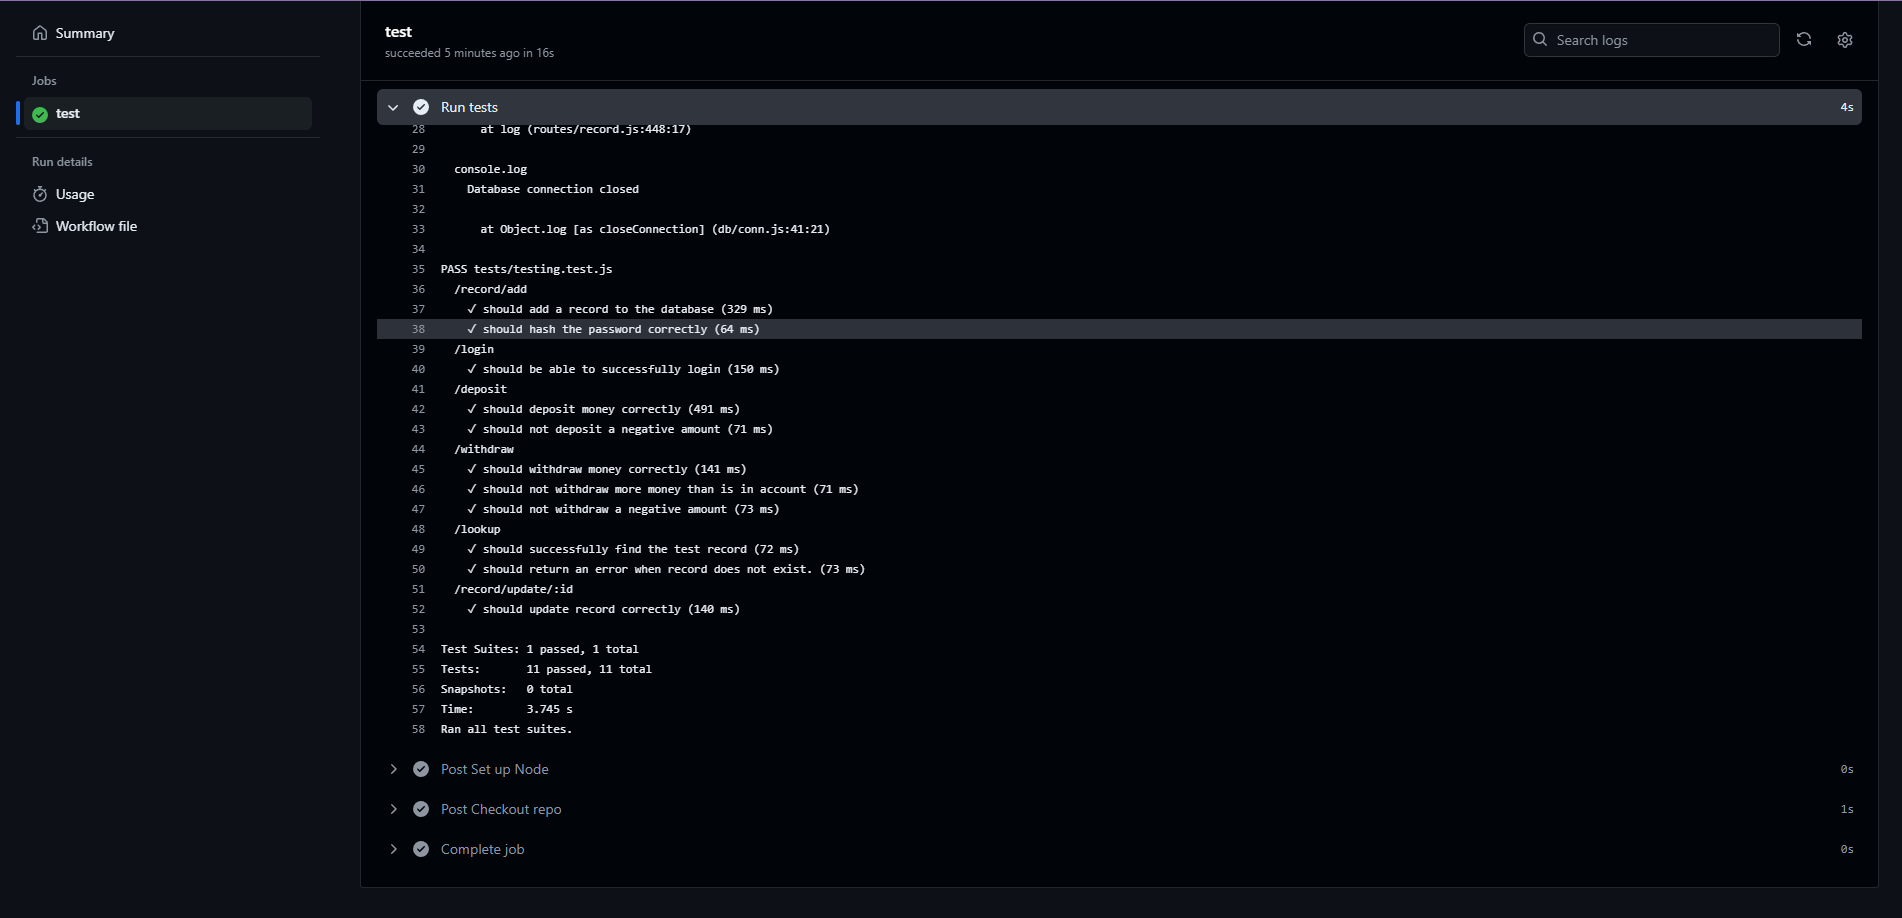 Summary
Jobs
test
Run details
Usage
Workflow file
test
succeeded 5 minutes ago in 16s
Search logs
Run tests 4s
28 at log (routes/record.js:448:17)
29
30 console.log
31 Database connection closed
32
33 at Object.log [as closeConnection] (db/conn.js:41:21)
34
35 PASS tests/testing.test.js
36 /record/add
37 ✓ should add a record to the database (329 ms)
38 ✓ should hash the password correctly (64 ms)
39 /login
40 ✓ should be able to successfully login (150 ms)
41 /deposit
42 ✓ should deposit money correctly (491 ms)
43 ✓ should not deposit a negative amount (71 ms)
44 /withdraw
45 ✓ should withdraw money correctly (141 ms)
46 ✓ should not withdraw more money than is in account (71 ms)
47 ✓ should not withdraw a negative amount (73 ms)
48 /lookup
49 ✓ should successfully find the test record (72 ms)
50 ✓ should return an error when record does not exist. (73 ms)
51 /record/update/:id
52 ✓ should update record correctly (140 ms)
53
54 Test Suites: 1 passed, 1 total
55 Tests: 11 passed, 11 total
56 Snapshots: 0 total
57 Time: 3.745 s
58 Ran all test suites.
Post Set up Node 0s
Post Checkout repo 1s
Complete job 0s